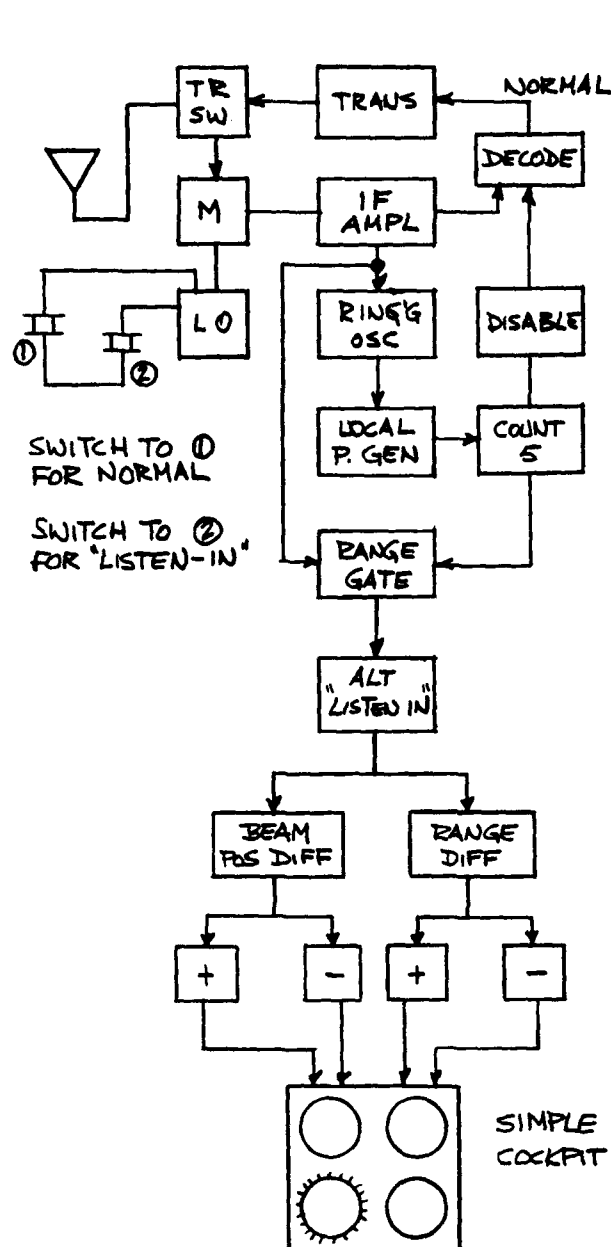 NORMAL
TR
SW
TRANS
DECODE
M
IF
AMPL
LO
RING'G
OSC
DISABLE
①
②
LOCAL
P. GEN
COUNT
5
SWITCH TO ①
FOR NORMAL
SWITCH TO ②
FOR "LISTEN-IN"
RANGE
GATE
ALT
"LISTEN IN"
BEAM
POS DIFF
RANGE
DIFF
+
-
+
-
SIMPLE
COCKPIT